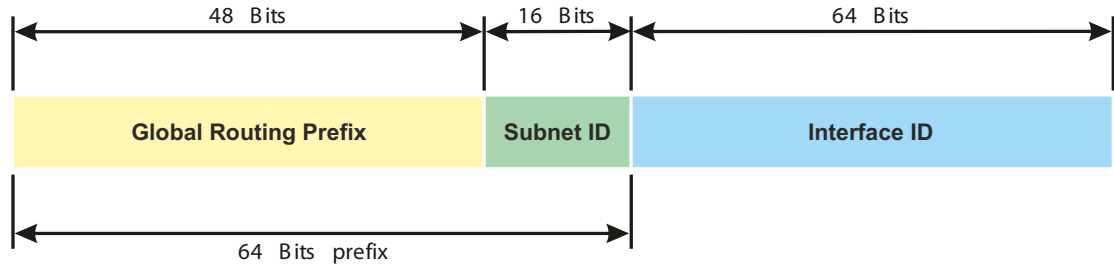 48 Bits
16 Bits
64 Bits
Global Routing Prefix
Subnet ID
Interface ID
64 Bits prefix